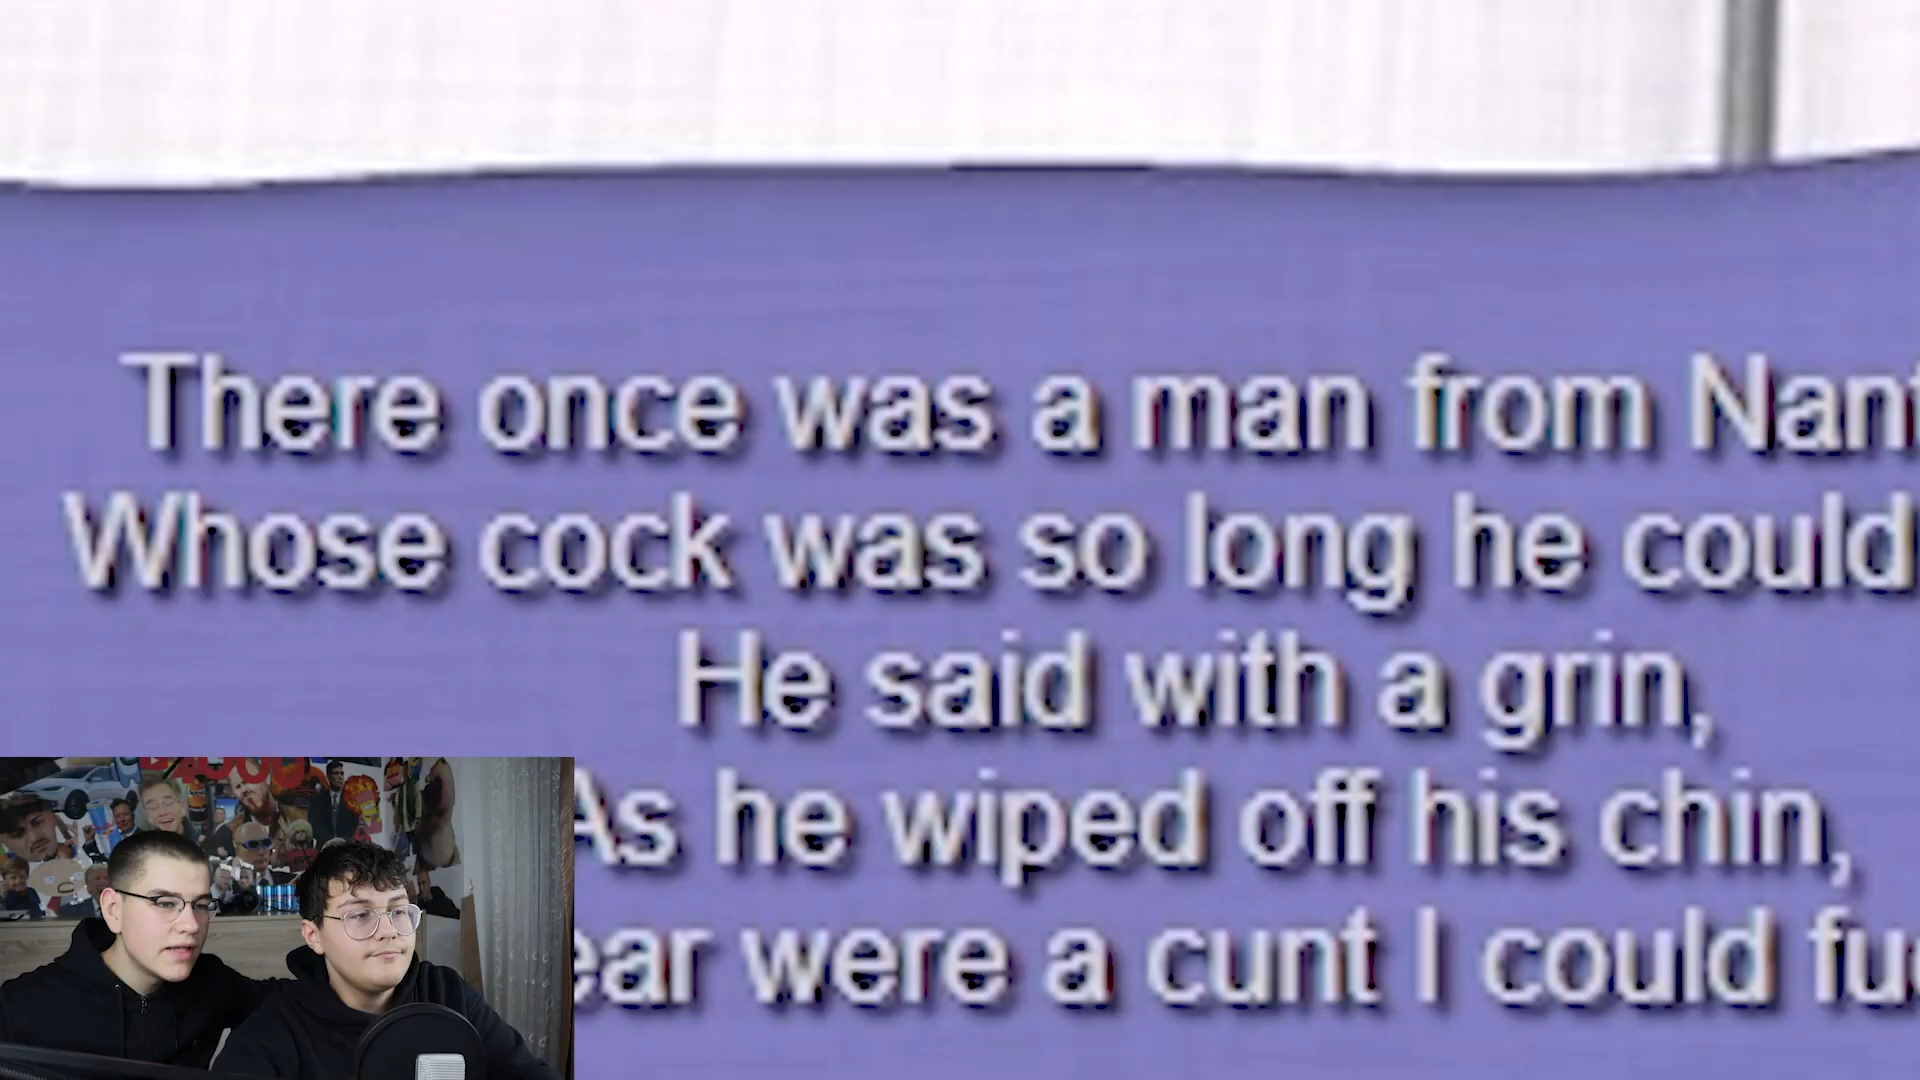 There once was a man from Nant
Whose cock was so long he could
He said with a grin,
As he wiped off his chin,
ear were a cunt I could fu